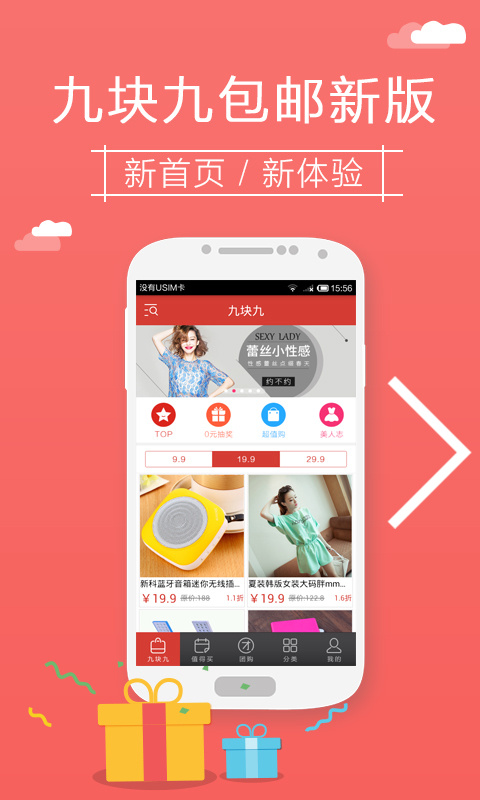 九块九包邮新版
新首页 / 新体验
没有USIM卡 15:56
九块九
SEXY LADY
蕾丝小性感
性感蕾丝点缀春天
约不约
TOP 0元抽奖 超值购 美人志
9.9 19.9 29.9
新科蓝牙音箱迷你无线插... 夏装韩版女装大码胖mm...
¥19.9 原价:188 1.1折 ¥19.9 原价:122.8 1.6折
九块九 值得买 团购 分类 我的